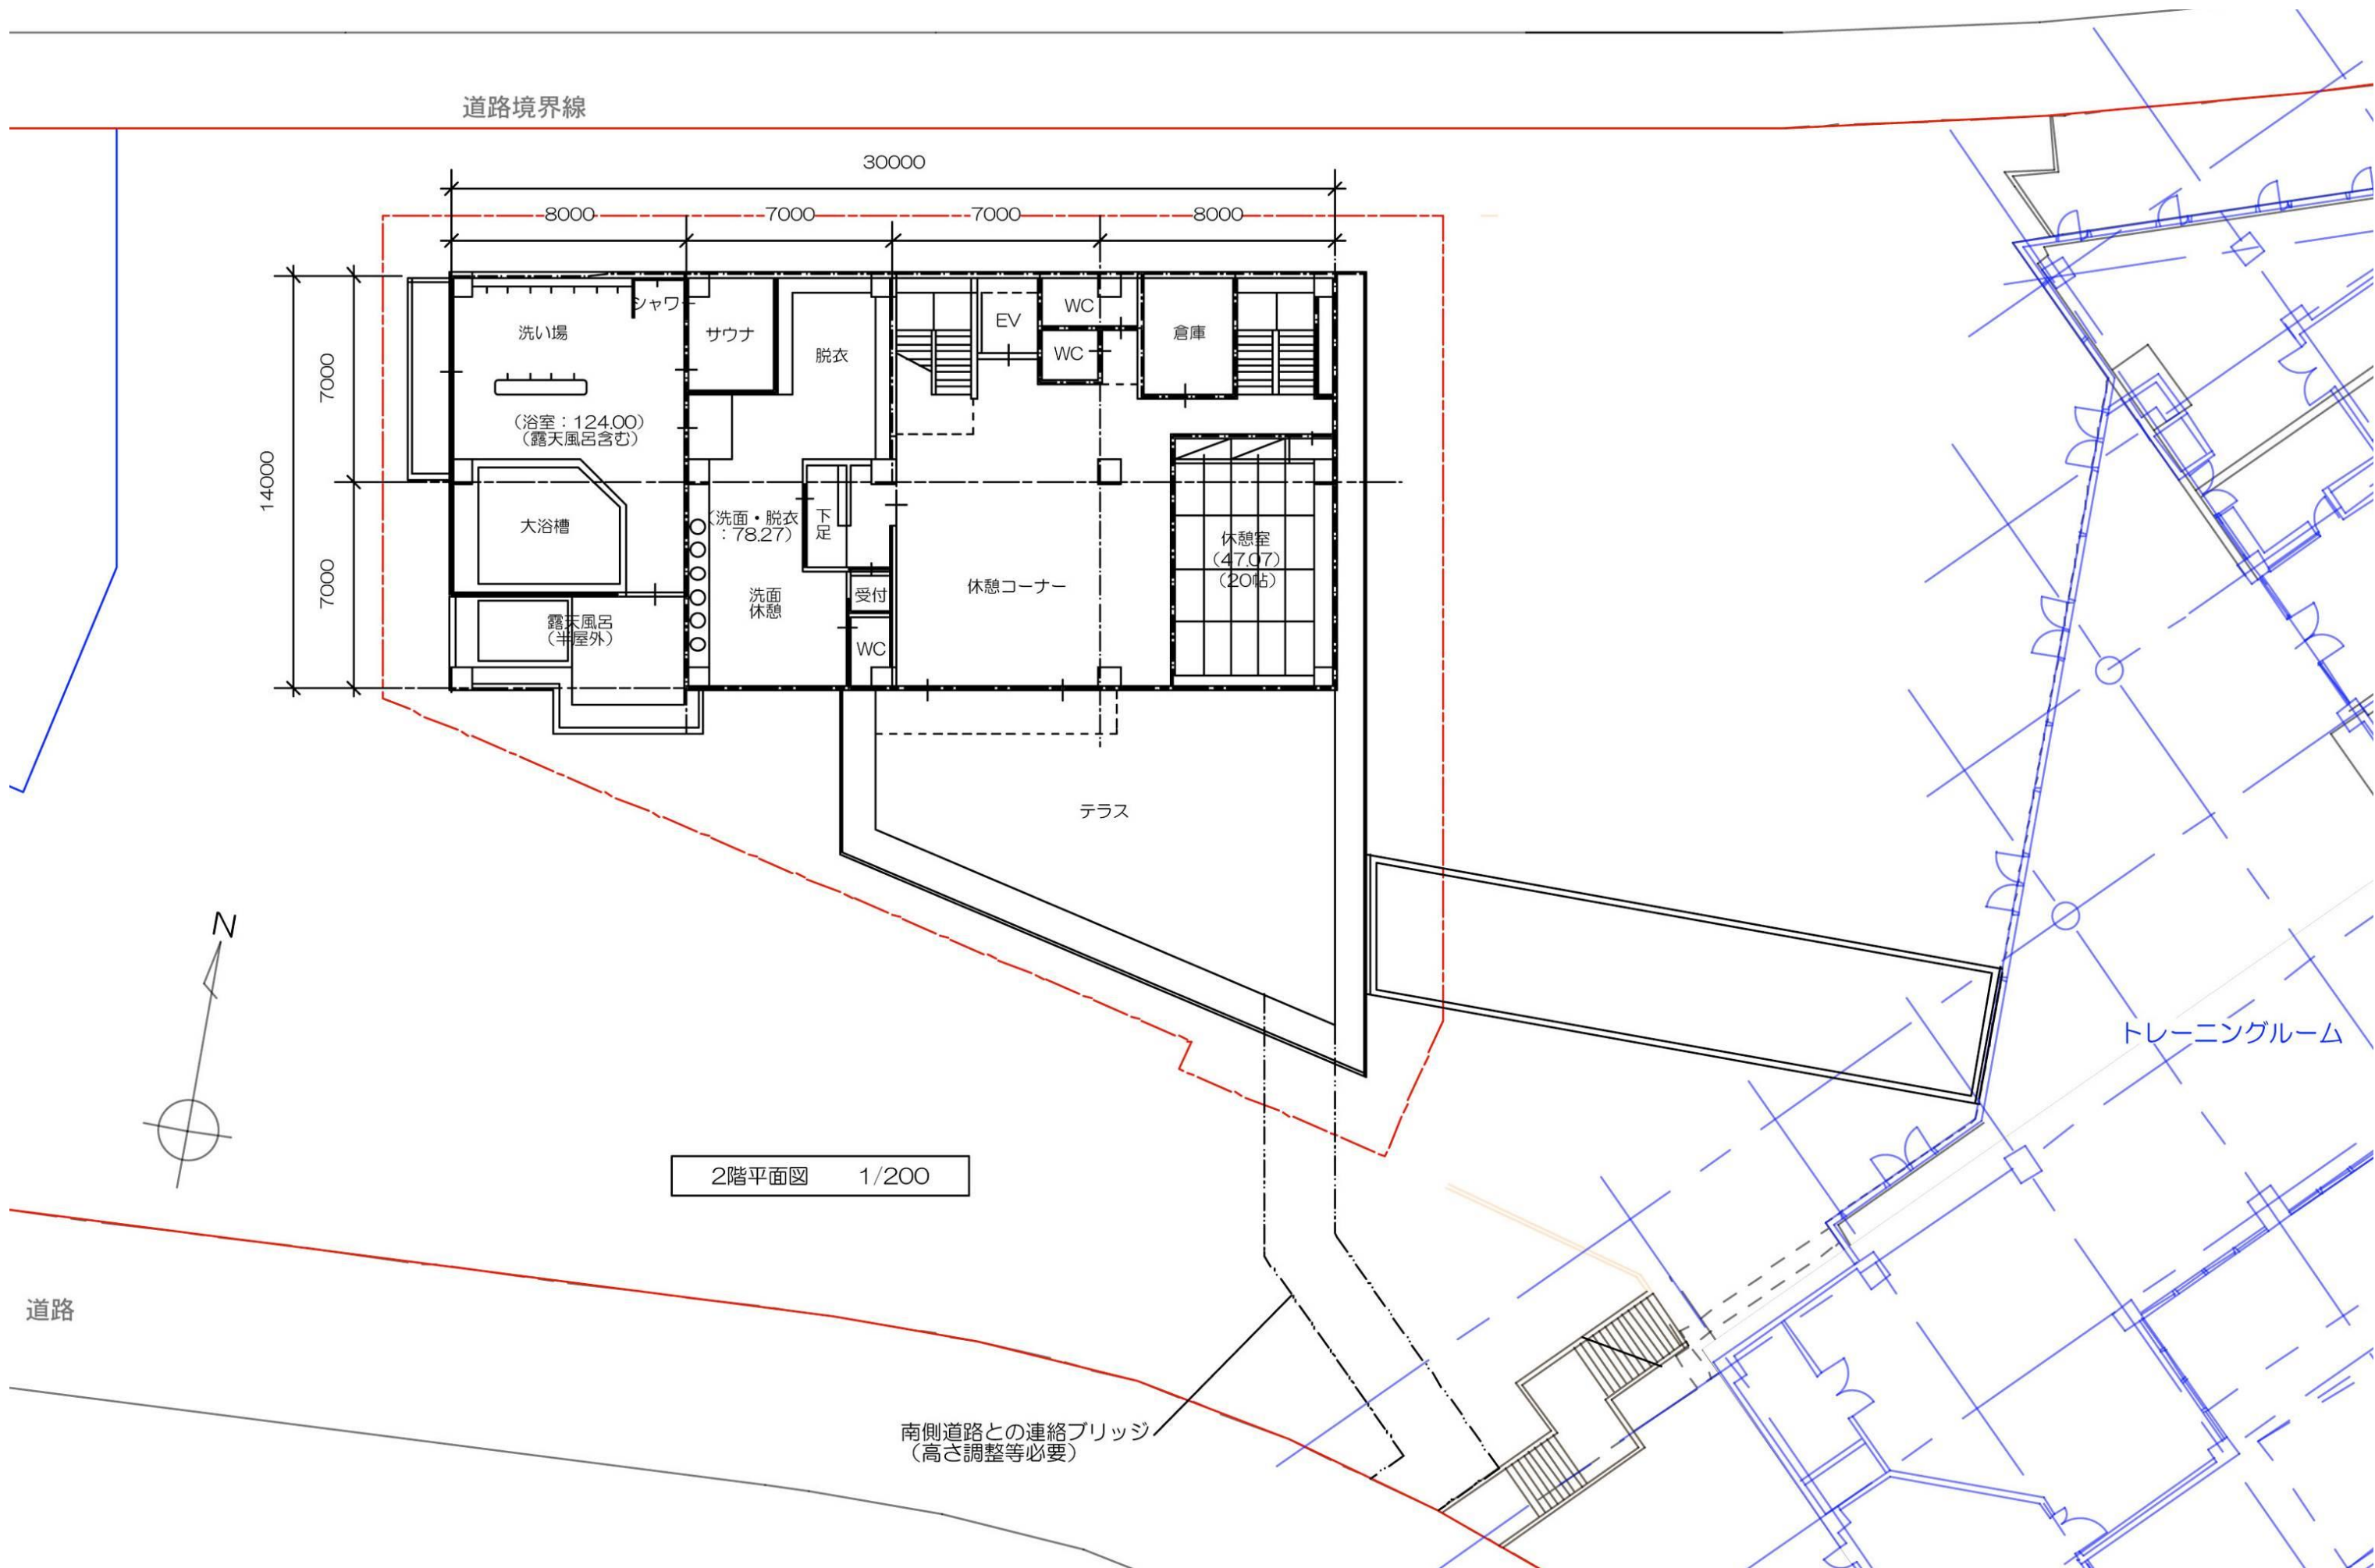 道路境界線
30000
8000
7000
7000
8000
14000
7000
7000
シャワー
洗い場
サウナ
脱衣
EV
WC
WC
倉庫
(浴室：124.00)
(露天風呂含む)
大浴槽
(洗面・脱衣
：78.27)
下
足
休憩室
(47.07)
(20帖)
休憩コーナー
受付
洗面
休憩
露天風呂
(半屋外)
WC
テラス
N
トレーニングルーム
2階平面図 1/200
道路
南側道路との連絡ブリッジ
(高さ調整等必要)